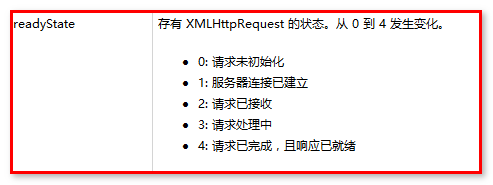 readyState
存有 XMLHttpRequest 的状态。从 0 到 4 发生变化。
● 0: 请求未初始化
● 1: 服务器连接已建立
● 2: 请求已接收
● 3: 请求处理中
● 4: 请求已完成，且响应已就绪